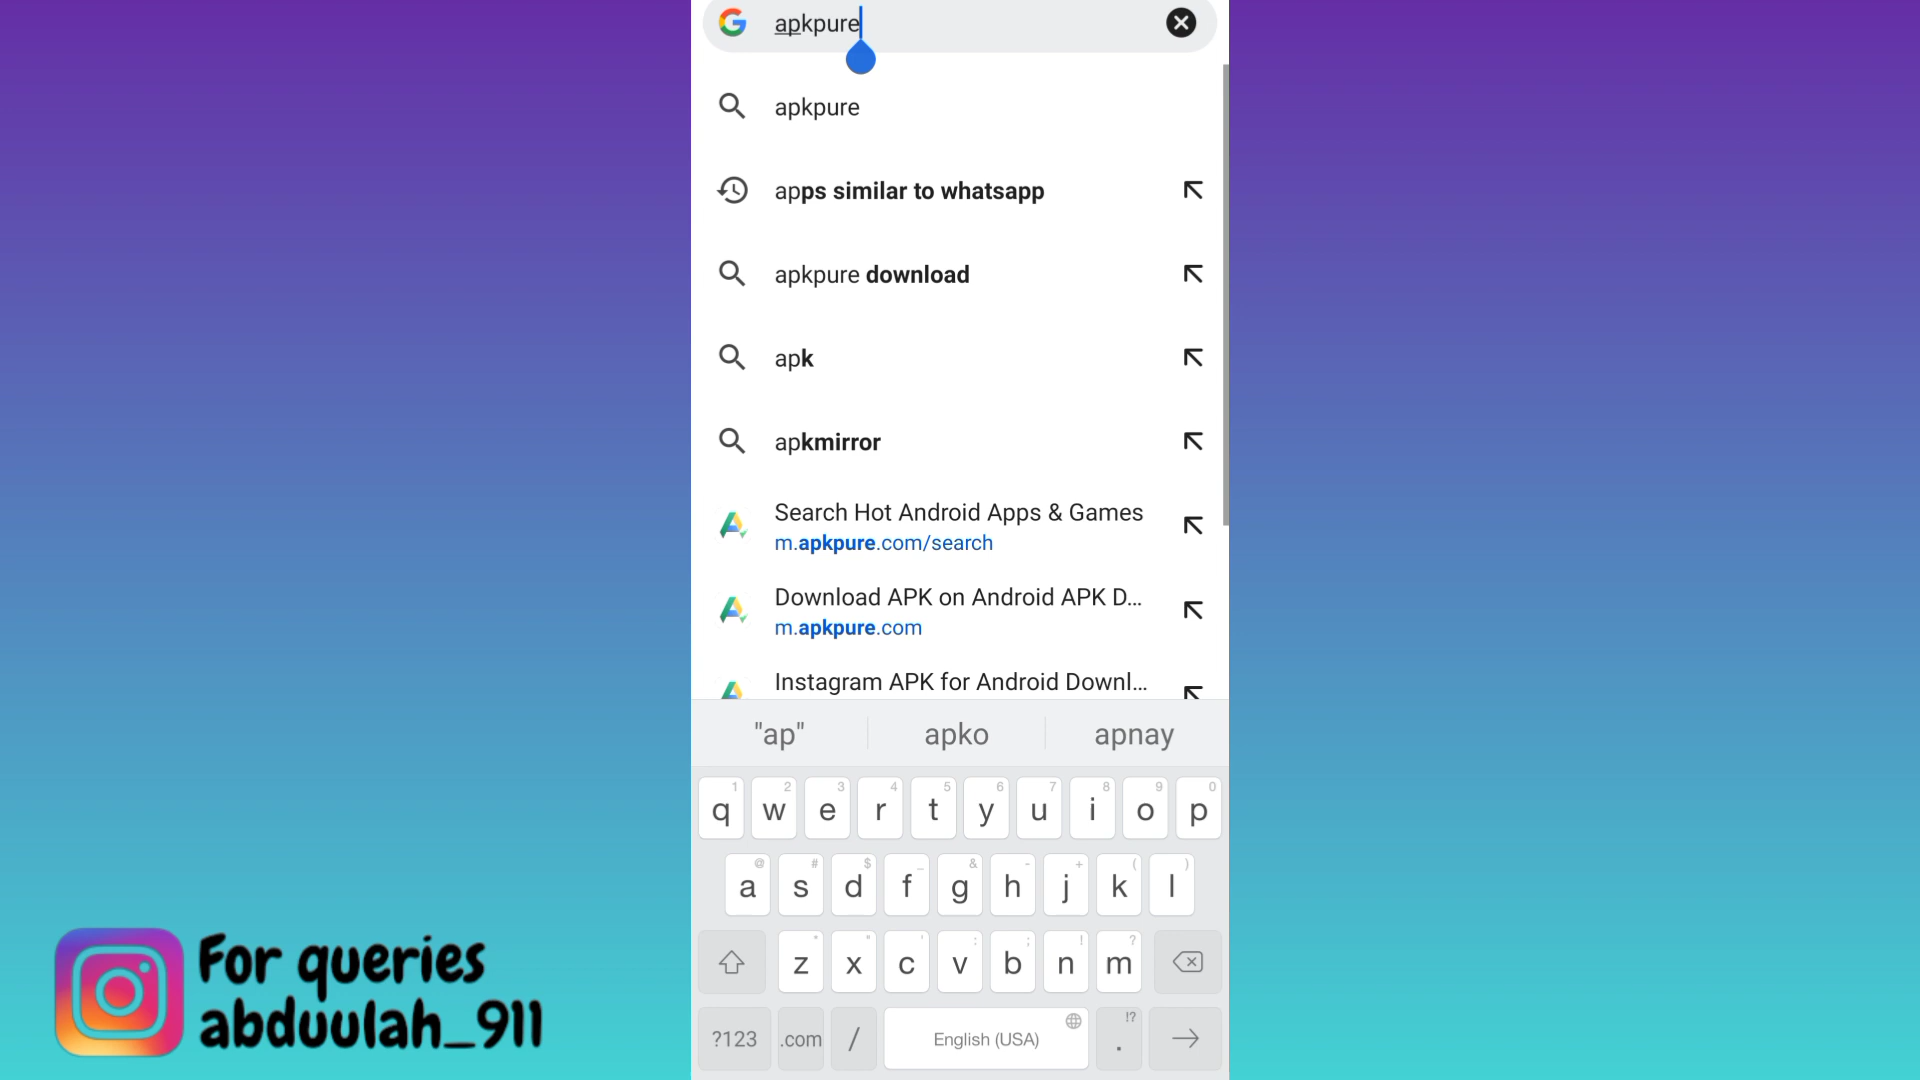 apkpure
apkpure
apps similar to whatsapp
apkpure download
apk
apkmirror
Search Hot Android Apps & Games
m.apkpure.com/search
Download APK on Android APK D...
m.apkpure.com
Instagram APK for Android Downl...
"ap" apko apnay
1 2 3 4 5 6 7 8 9 0
q w e r t y u i o p
@ # $ _ & - + ( )
a s d f g h j k l
* " ' : ; ! ?
z x c v b n m
?123 .com / English (USA) !? .
For queries
abduulah_911